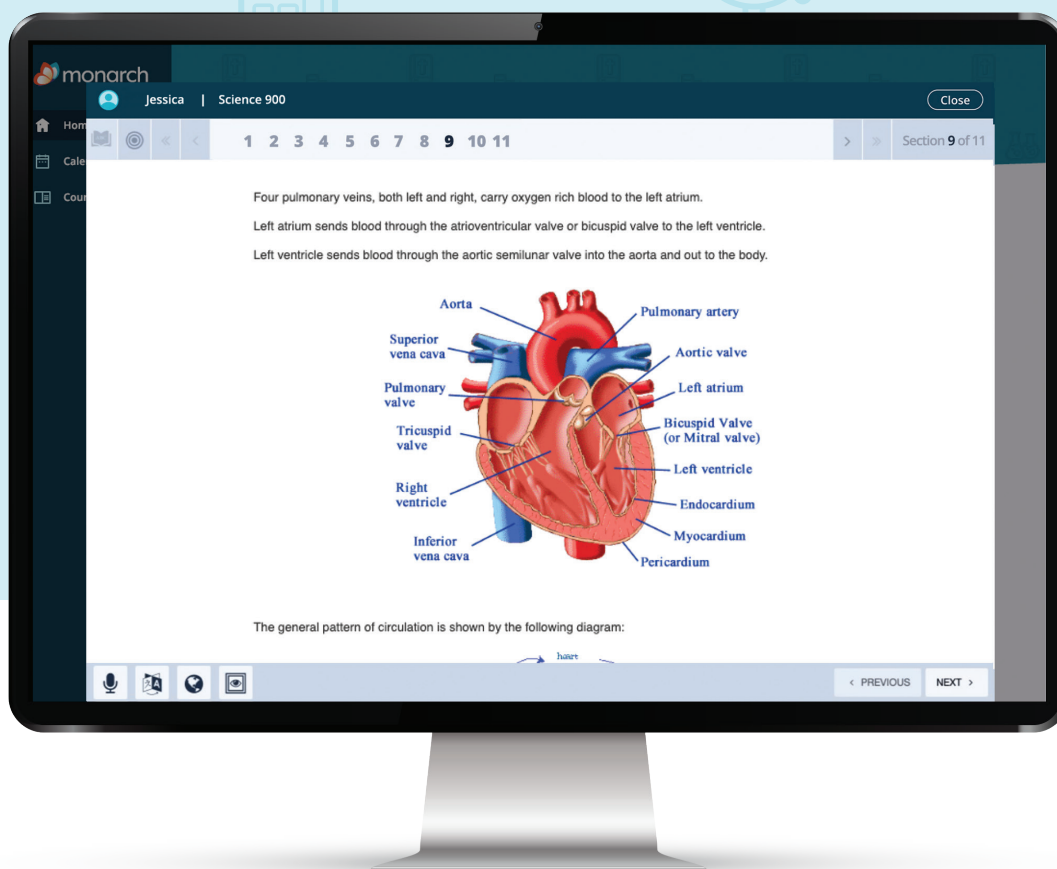 monarch
Jessica | Science 900
Close
Hom
Cale
Cour
1 2 3 4 5 6 7 8 9 10 11
Section 9 of 11
Four pulmonary veins, both left and right, carry oxygen rich blood to the left atrium.
Left atrium sends blood through the atrioventricular valve or bicuspid valve to the left ventricle.
Left ventricle sends blood through the aortic semilunar valve into the aorta and out to the body.
Aorta
Pulmonary artery
Superior
vena cava
Aortic valve
Pulmonary
valve
Left atrium
Tricuspid
valve
Bicuspid Valve
(or Mitral valve)
Left ventricle
Right
ventricle
Endocardium
Myocardium
Inferior
vena cava
Pericardium
The general pattern of circulation is shown by the following diagram:
heart
A
< PREVIOUS
NEXT >